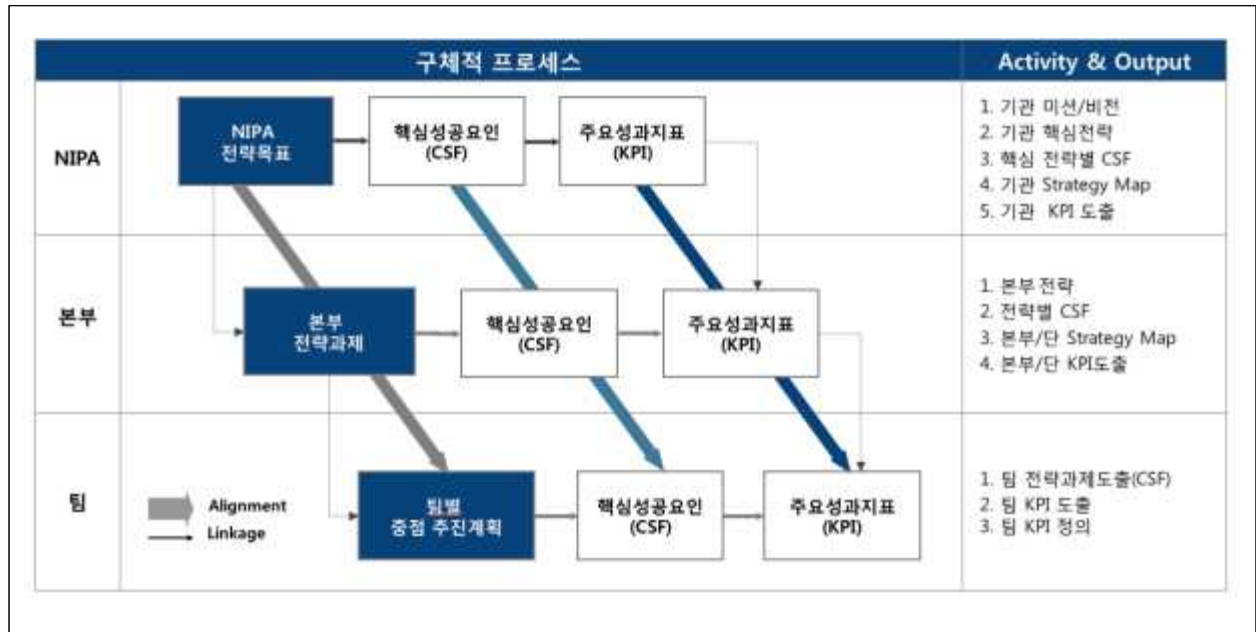 구체적 프로세스
Activity & Output
NIPA
NIPA
전략목표
핵심성공요인
(CSF)
주요성과지표
(KPI)
1. 기관 미션/비전
2. 기관 핵심전략
3. 핵심 전략별 CSF
4. 기관 Strategy Map
5. 기관 KPI 도출
본부
본부
전략과제
핵심성공요인
(CSF)
주요성과지표
(KPI)
1. 본부 전략
2. 전략별 CSF
3. 본부/단 Strategy Map
4. 본부/단 KPI도출
팀
Alignment
Linkage
팀별
중점 추진계획
핵심성공요인
(CSF)
주요성과지표
(KPI)
1. 팀 전략과제도출(CSF)
2. 팀 KPI 도출
3. 팀 KPI 정의